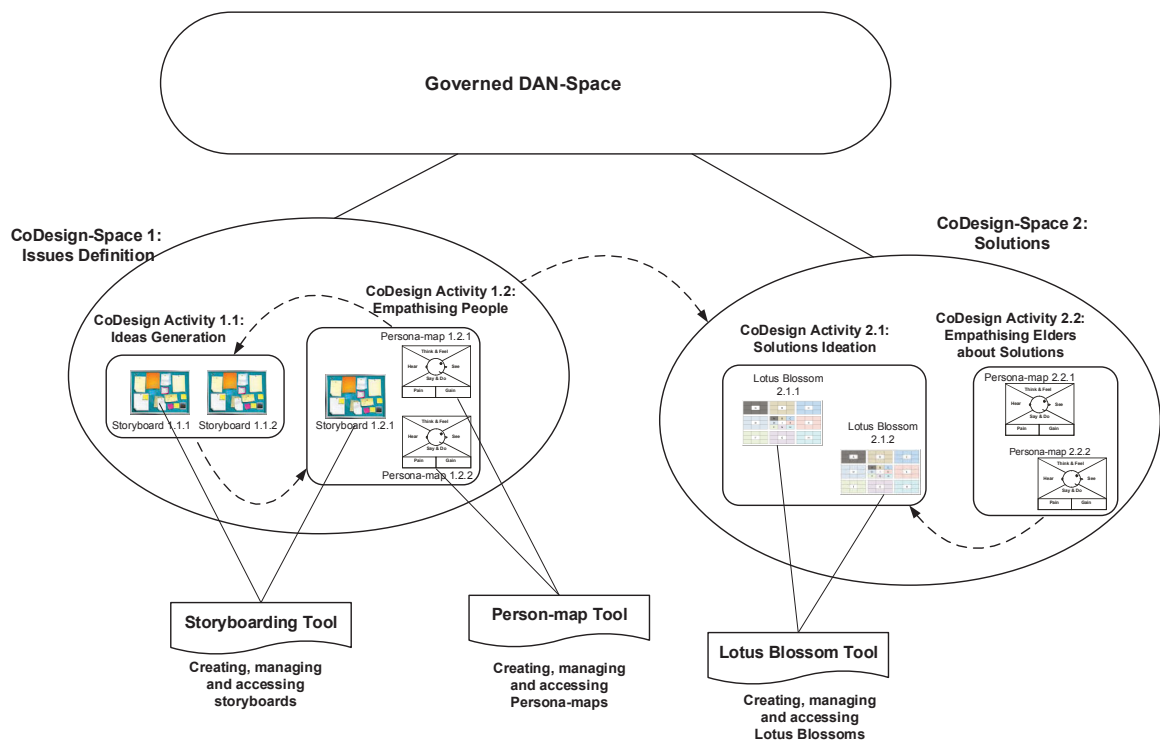 Governed DAN-Space
CoDesign-Space 1:
Issues Definition
CoDesign Activity 1.1:
Ideas Generation
Storyboard 1.1.1
Storyboard 1.1.2
CoDesign Activity 1.2:
Empathising People
Storyboard 1.2.1
Persona-map 1.2.1
Think & Feel
Hear
See
Say & Do
Pain
Gain
Think & Feel
Hear
See
Say & Do
Pain
Gain
Persona-map 1.2.2
CoDesign-Space 2:
Solutions
CoDesign Activity 2.1:
Solutions Ideation
Lotus Blossom
2.1.1
Lotus Blossom
2.1.2
CoDesign Activity 2.2:
Empathising Elders
about Solutions
Persona-map 2.2.1
Think & Feel
Hear
See
Say & Do
Pain
Gain
Persona-map 2.2.2
Think & Feel
Hear
See
Say & Do
Pain
Gain
Storyboarding Tool
Creating, managing
and accessing
storyboards
Person-map Tool
Creating, managing
and accessing
Persona-maps
Lotus Blossom Tool
Creating, managing
and accessing
Lotus Blossoms